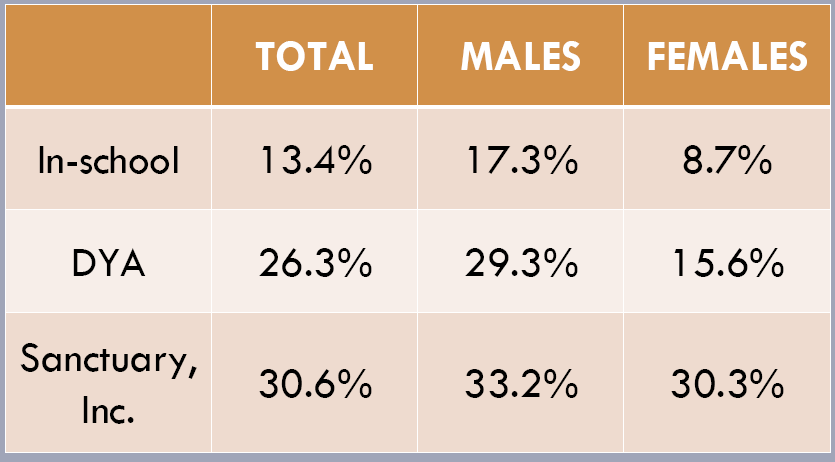 TOTAL MALES FEMALES
In-school 13.4% 17.3% 8.7%
DYA 26.3% 29.3% 15.6%
Sanctuary,
Inc. 30.6% 33.2% 30.3%